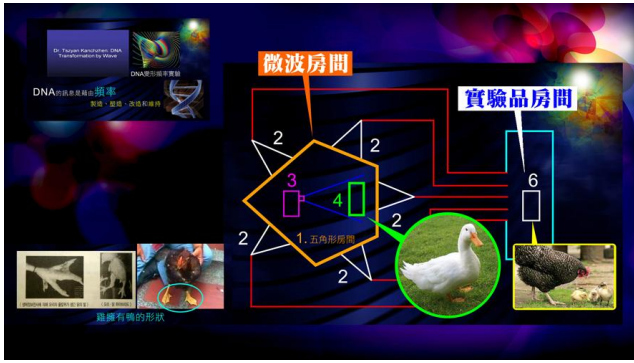 Dr. Tsziyan Kanchzhen: DNA
Transformation by Wave
DNA變形頻率實驗
DNA的訊息是藉由頻率
製造、塑造、改造和維持
微波房間
實驗品房間
2
2
3
4
6
2
2
2
1. 五角形房間
雞擁有鴨的形狀